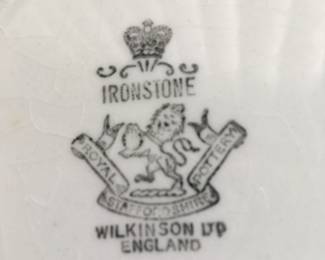 IRONSTONE
ROYAL STAFFORDSHIRE POTTERY
WILKINSON LTD
ENGLAND